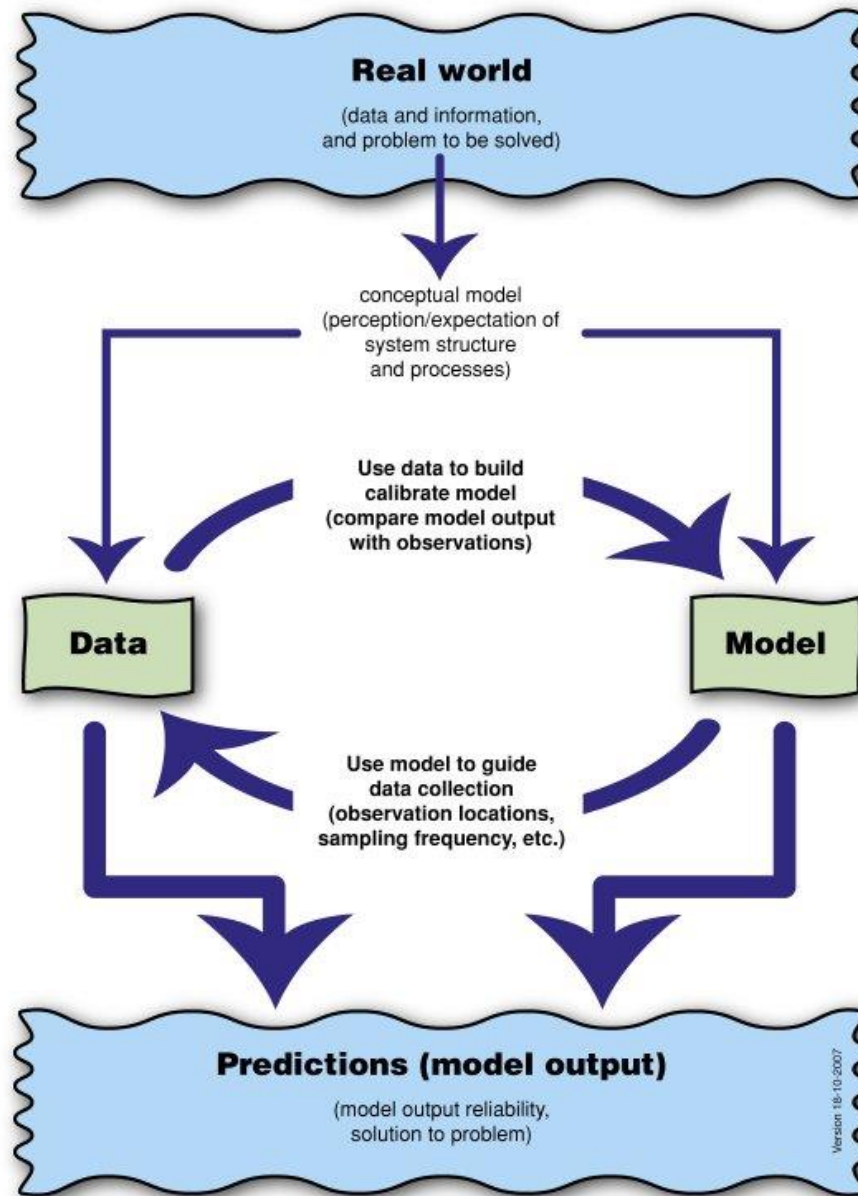 Real world
(data and information,
and problem to be solved)
conceptual model
(perception/expectation of
system structure
and processes)
Use data to build
calibrate model
(compare model output
with observations)
Data
Model
Use model to guide
data collection
(observation locations,
sampling frequency, etc.)
Predictions (model output)
(model output reliability,
solution to problem)
Version 18-10-2007